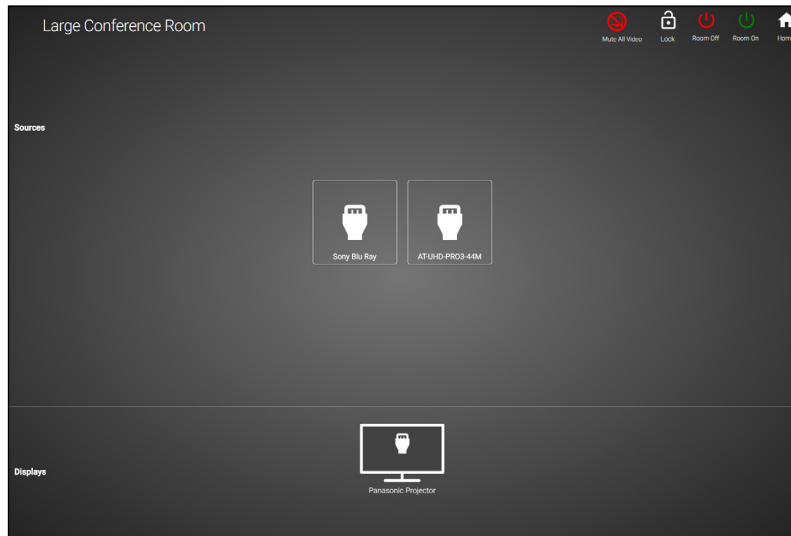 Large Conference Room
Mute All Video
Lock
Room Off
Room On
Hom
Sources
Sony Blu Ray
AT-UHD-PRO3-44M
Displays
Panasonic Projector